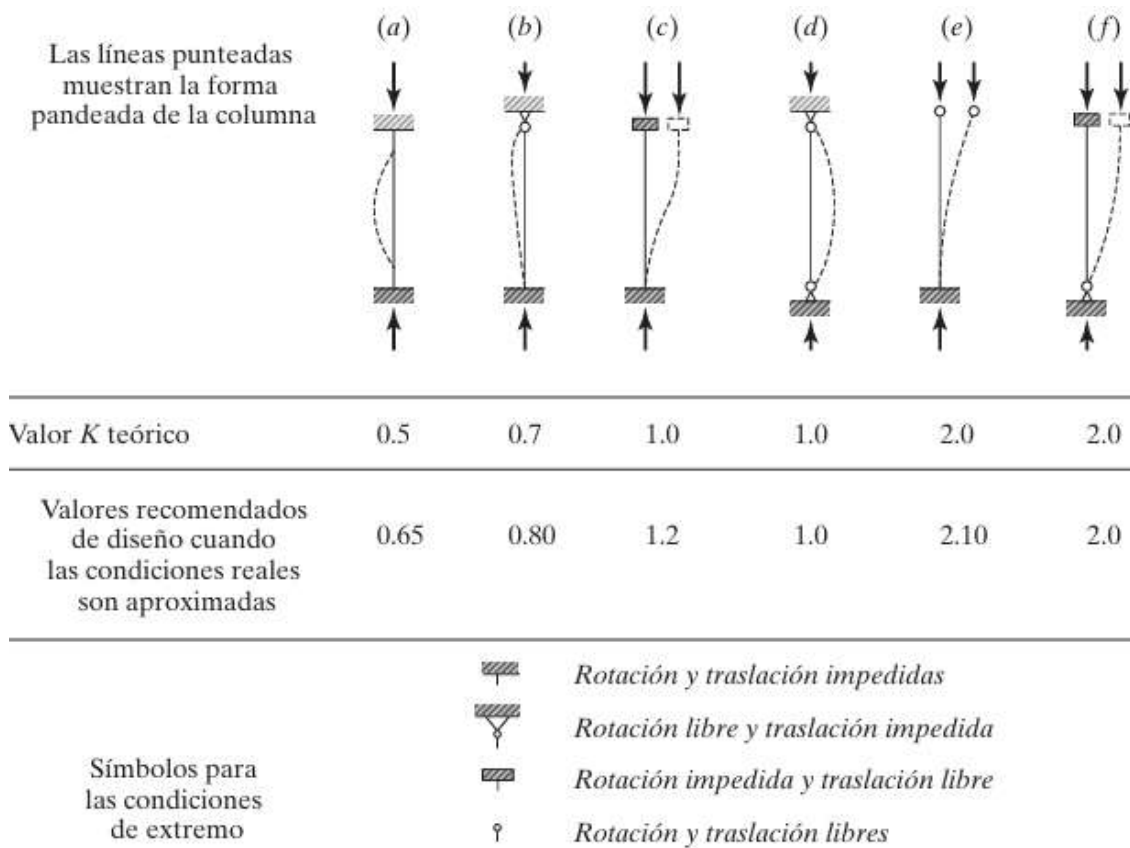 (a) (b) (c) (d) (e) (f)
Las líneas punteadas
muestran la forma
pandeada de la columna
Valor K teórico 0.5 0.7 1.0 1.0 2.0 2.0
Valores recomendados
de diseño cuando
las condiciones reales
son aproximadas
0.65 0.80 1.2 1.0 2.10 2.0
Símbolos para
las condiciones
de extremo
Rotación y traslación impedidas
Rotación libre y traslación impedida
Rotación impedida y traslación libre
Rotación y traslación libres